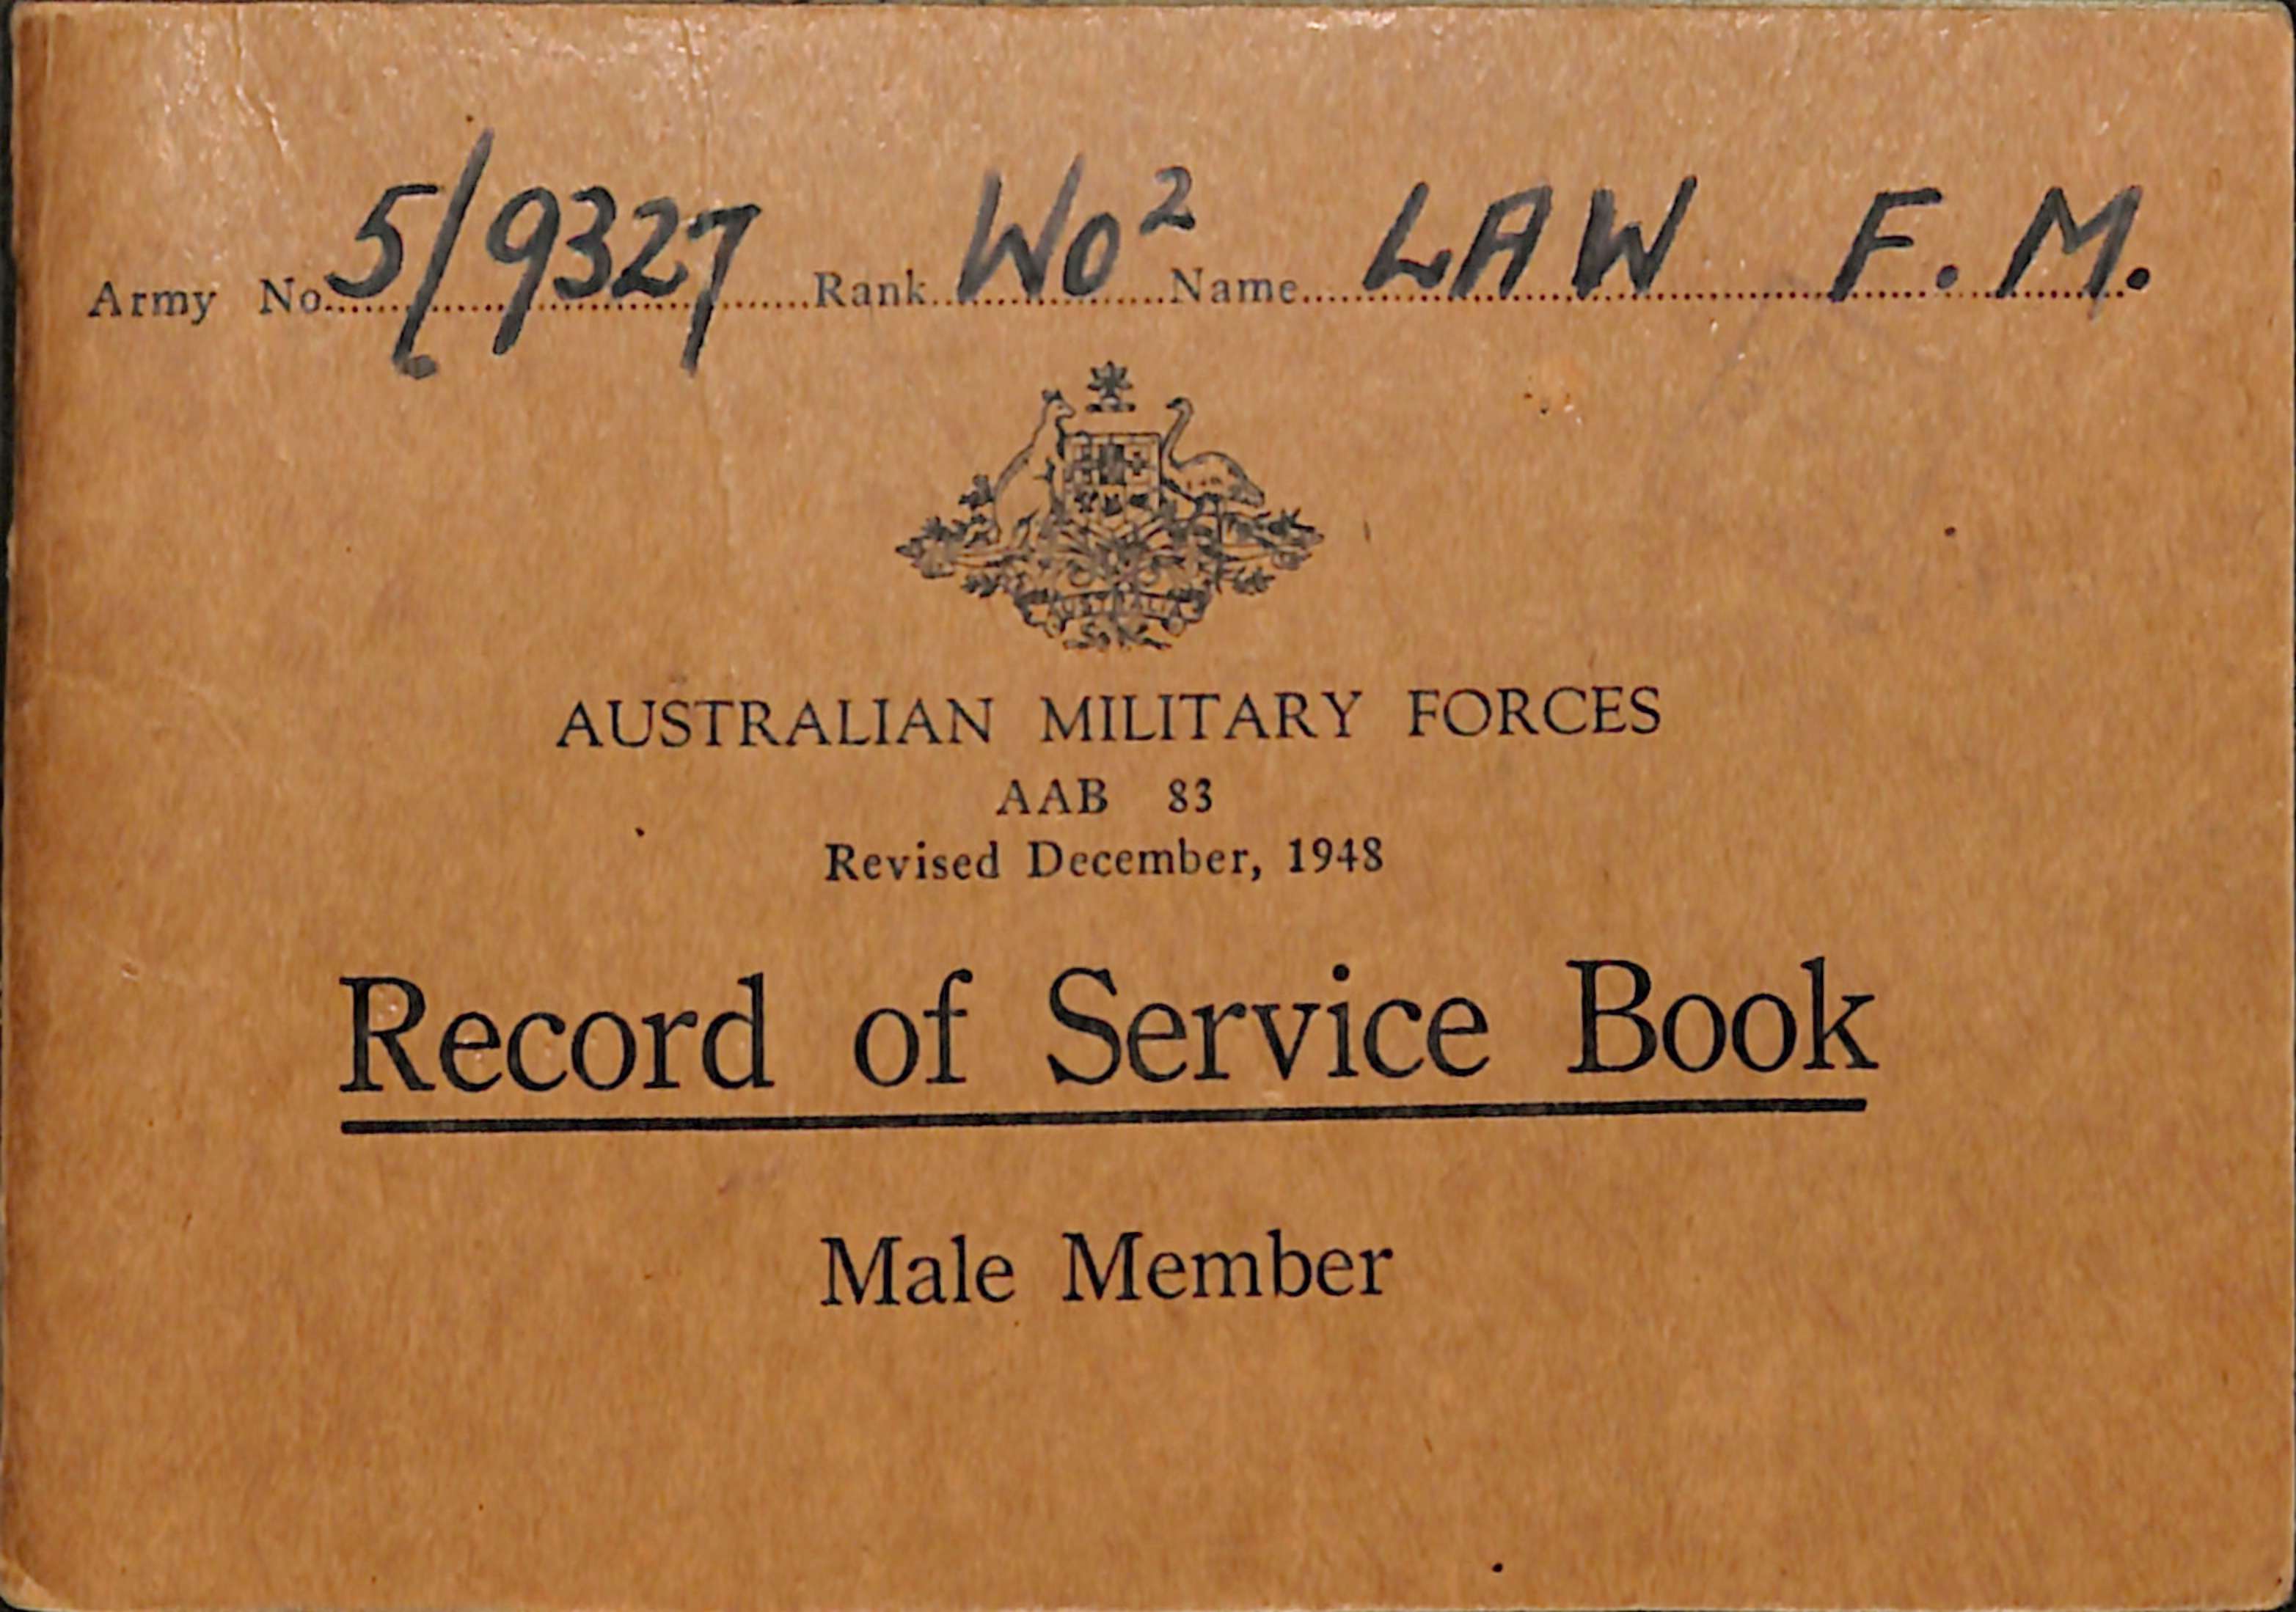 Army No. 5/9327 Rank WO² Name LAW F. M.
AUSTRALIA
AUSTRALIAN MILITARY FORCES
AAB 83
Revised December, 1948
Record of Service Book
Male Member